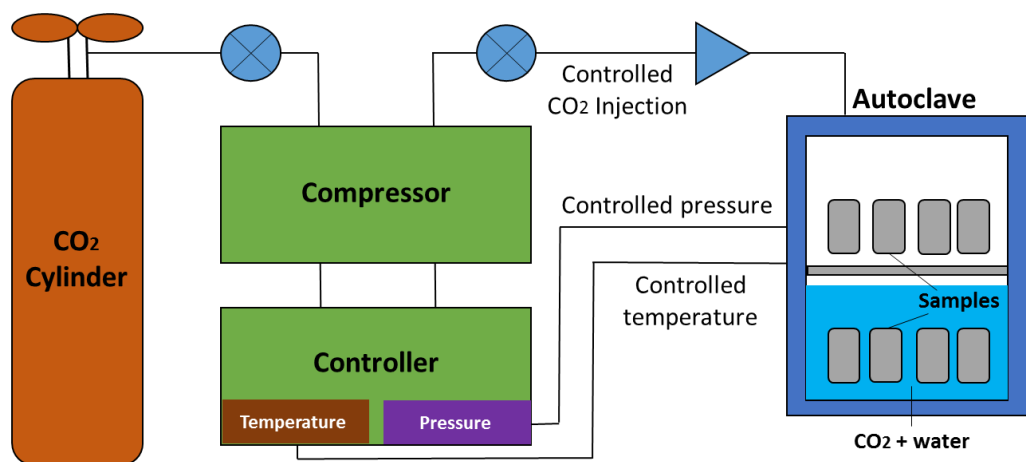 CO2
Cylinder
Compressor
Controller
Temperature
Pressure
Controlled
CO2 Injection
Controlled pressure
Controlled
temperature
Autoclave
Samples
CO2 + water